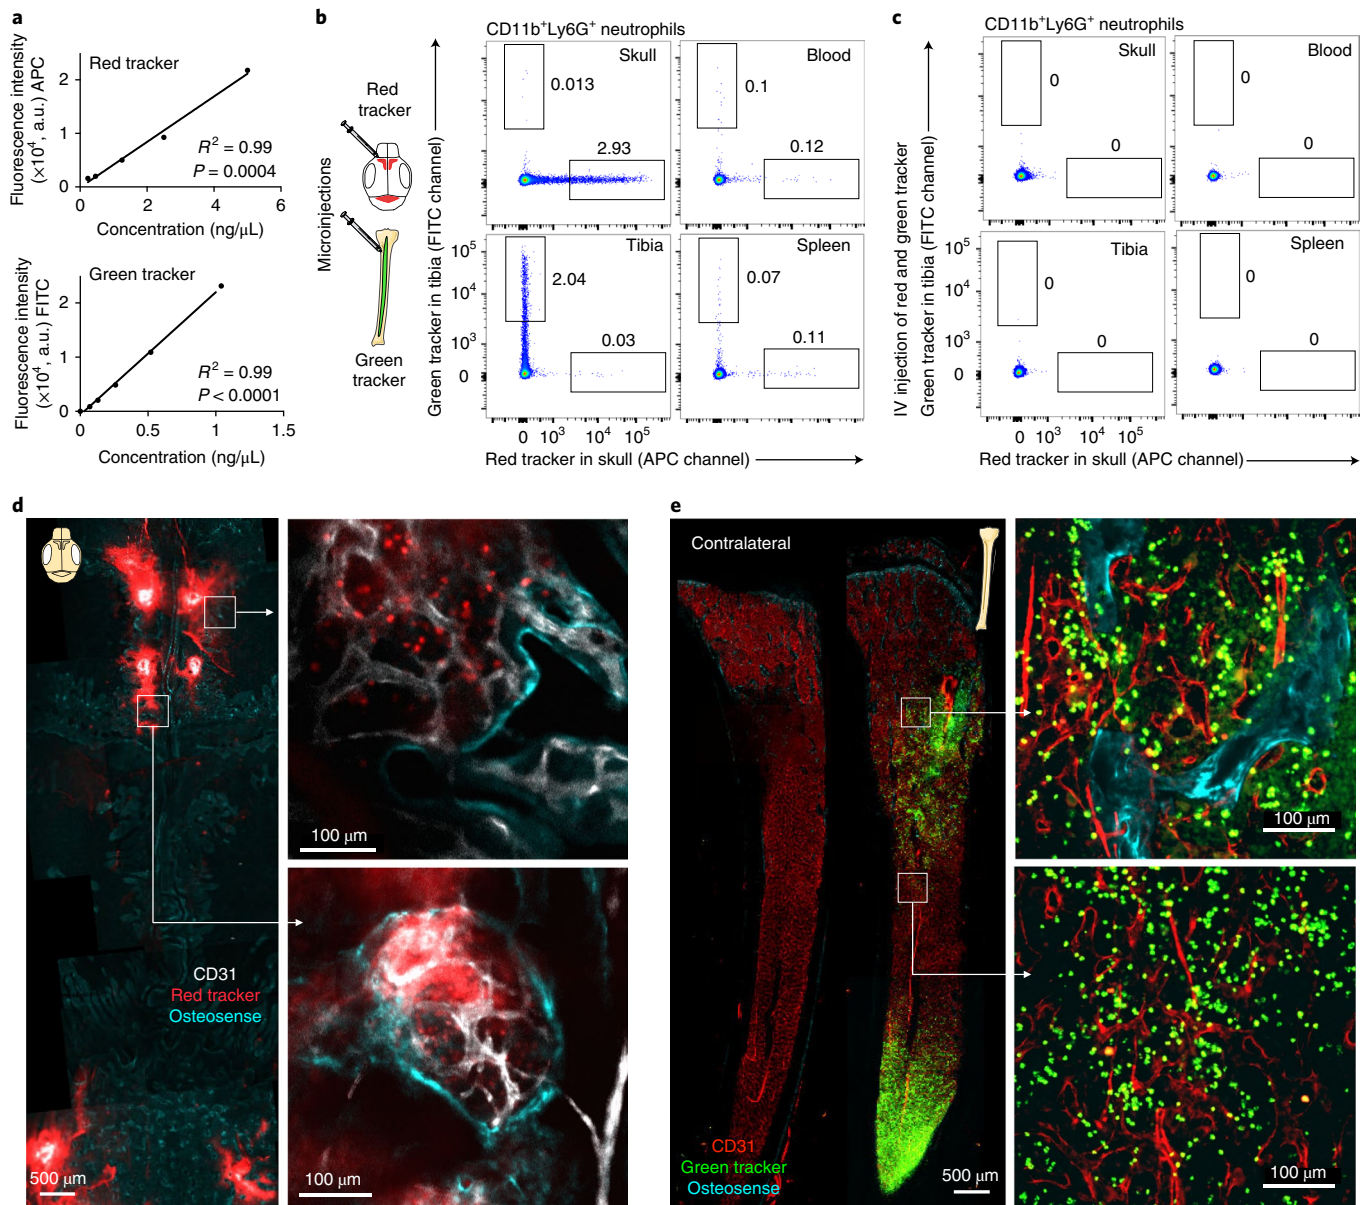 a
Red tracker
Fluorescence intensity
(×10⁴, a.u.) APC
2
1
0
R² = 0.99
P = 0.0004
0 2 4 6
Concentration (ng/μL)
Green tracker
Fluorescence intensity
(×10⁴, a.u.) FITC
2
1
0
R² = 0.99
P < 0.0001
0 0.5 1 1.5
Concentration (ng/μL)
b
CD11b⁺Ly6G⁺ neutrophils
Microinjections
Red
tracker
Green
tracker
Green tracker in tibia (FITC channel)
Skull
0.013
2.93
Blood
0.1
0.12
Tibia
2.04
0.03
Spleen
0.07
0.11
10⁵
10⁴
10³
0
0 10³ 10⁴ 10⁵
Red tracker in skull (APC channel)
c
CD11b⁺Ly6G⁺ neutrophils
IV injection of red and green tracker
Green tracker in tibia (FITC channel)
Skull
0
0
Blood
0
0
Tibia
0
0
Spleen
0
0
10⁵
10⁴
10³
0
0 10³ 10⁴ 10⁵
Red tracker in skull (APC channel)
d
CD31
Red tracker
Osteosense
500 μm
100 μm
100 μm
e
Contralateral
CD31
Green tracker
Osteosense
500 μm
100 μm
100 μm